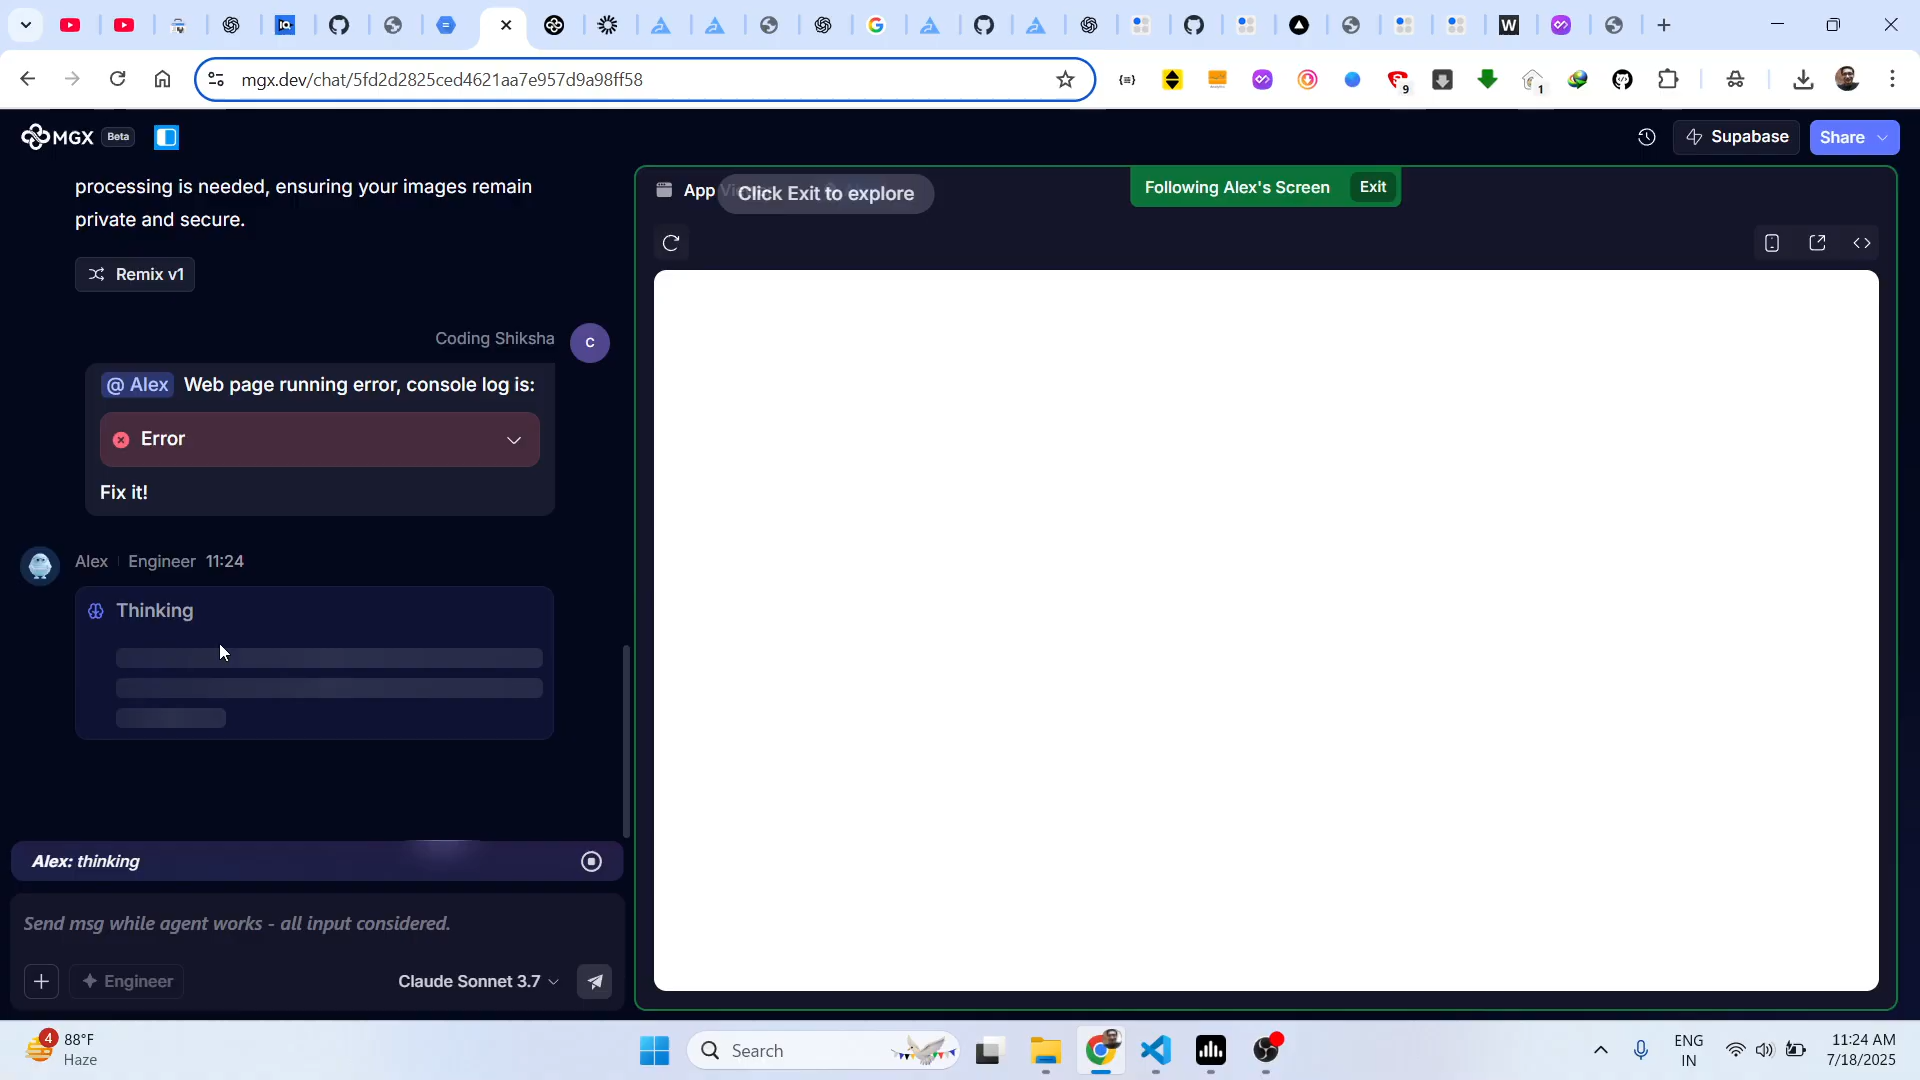 mgx.dev/chat/5fd2d2825ced4621aa7e957d9a98ff58
9
1
MGX
Beta
Supabase
Share
processing is needed, ensuring your images remain
private and secure.
Remix v1
Coding Shiksha
C
@ Alex Web page running error, console log is:
Error
Fix it!
Alex | Engineer 11:24
Thinking
Alex: thinking
Send msg while agent works - all input considered.
Engineer
Claude Sonnet 3.7
App
Click Exit to explore
Following Alex's Screen
Exit
4
88°F
Haze
Search
ENG
IN
11:24 AM
7/18/2025